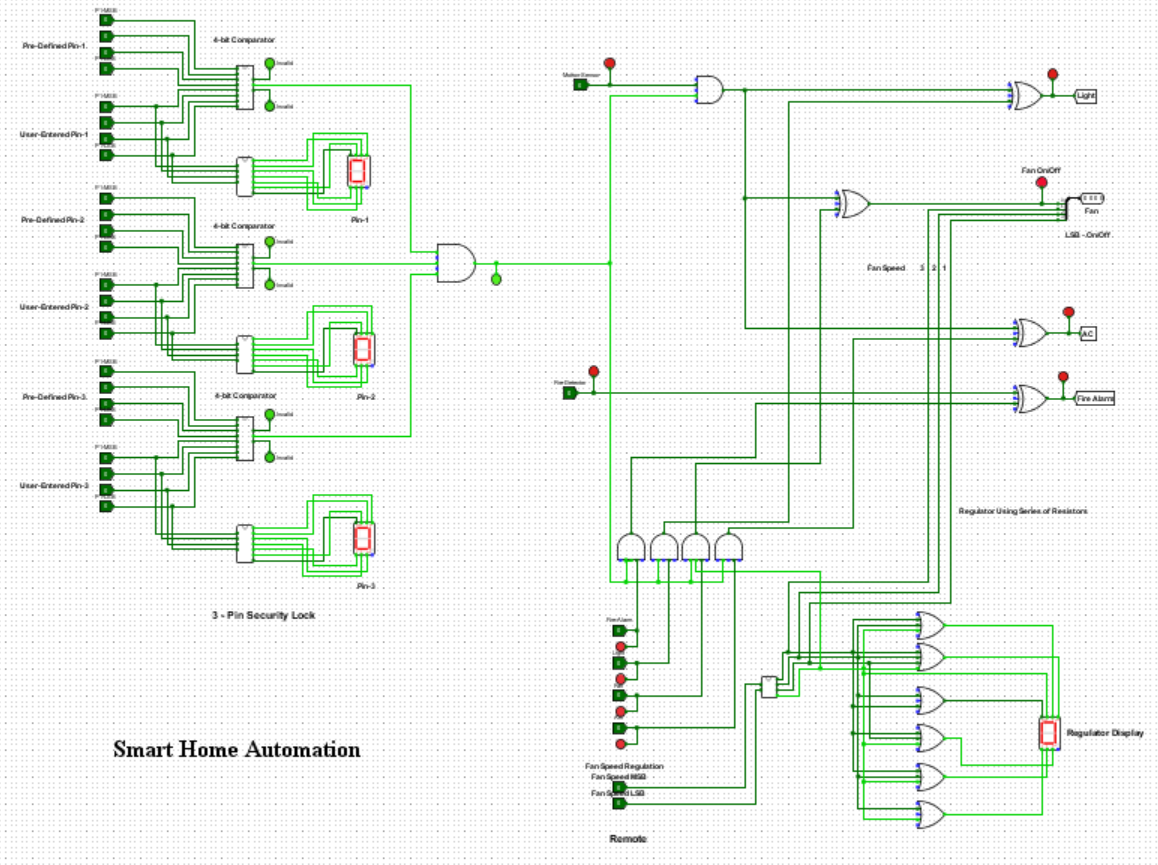 Pre-Defined Pin-1
4-bit Comparator
Invalid
Invalid
User-Entered Pin-1
Pin-1
Pre-Defined Pin-2
4-bit Comparator
Invalid
Invalid
User-Entered Pin-2
Pin-2
Pre-Defined Pin-3
4-bit Comparator
Invalid
Invalid
User-Entered Pin-3
Pin-3
3 - Pin Security Lock
Smart Home Automation
Motion Sensor
Light
Fan On/Off
Fan
LSB - On/Off
Fan Speed 3 2 1
AC
Fire Detector
Fire Alarm
Regulator Using Series of Resistors
Fire Alarm
Regulator Display
Fan Speed Regulation
Fan Speed MSB
Fan Speed LSB
Remote